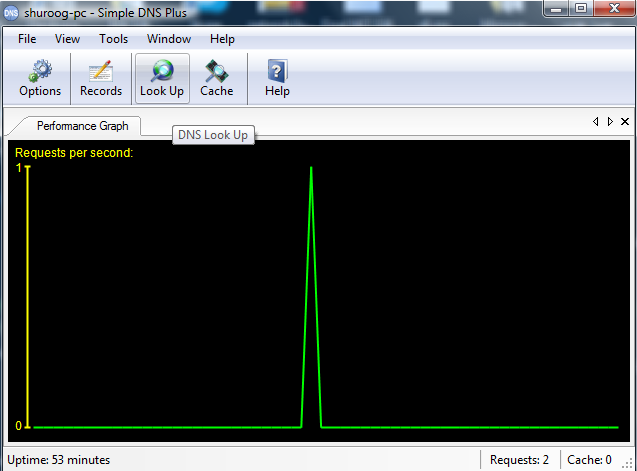 DNS shuroog-pc - Simple DNS Plus
File View Tools Window Help
Options Records Look Up Cache Help
Performance Graph
DNS Look Up
Requests per second:
1
0
Uptime: 53 minutes Requests: 2 Cache: 0